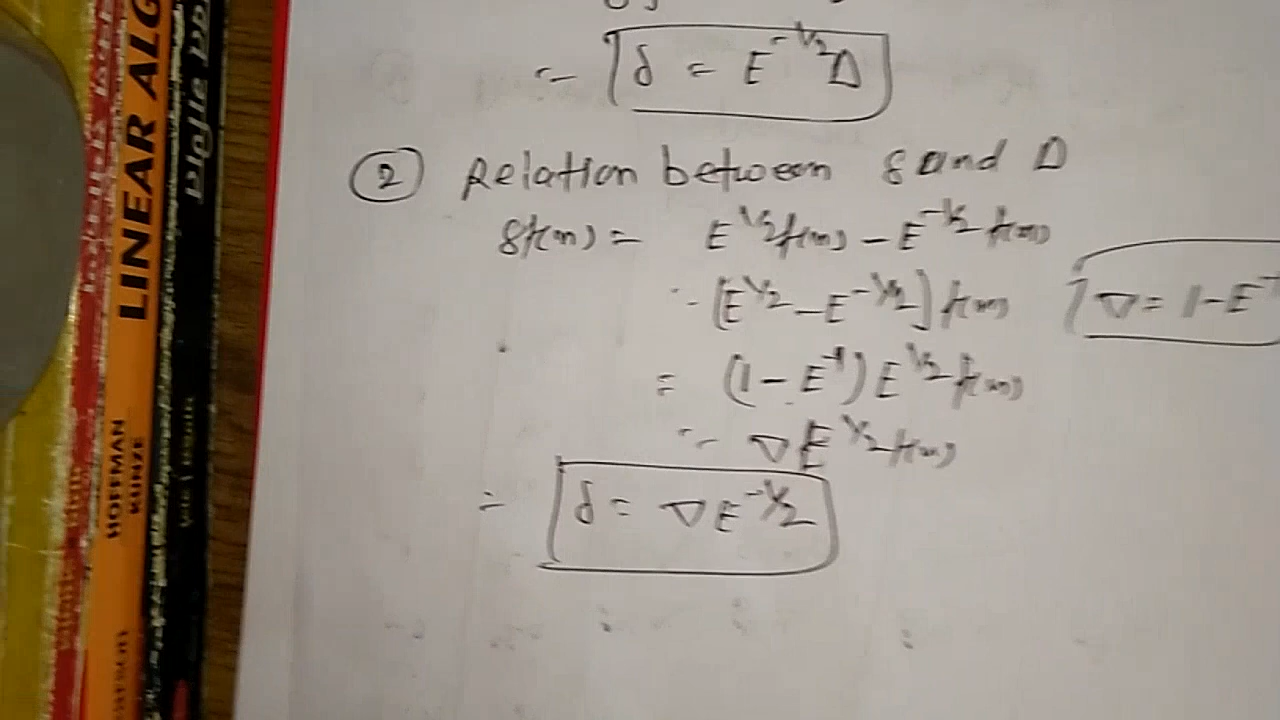 LINEAR ALG
HOFFMAN
KUNZE
= δ = E^{-1/2} Δ
② Relation between δ and Δ
δf(x) = E^{1/2} f(x) - E^{-1/2} f(x)
= [E^{1/2} - E^{-1/2}] f(x) ∇ = 1 - E^-
= (1 - E^{-1}) E^{1/2} f(x)
= ∇ E^{1/2} f(x)
= δ = ∇ E^{-1/2}